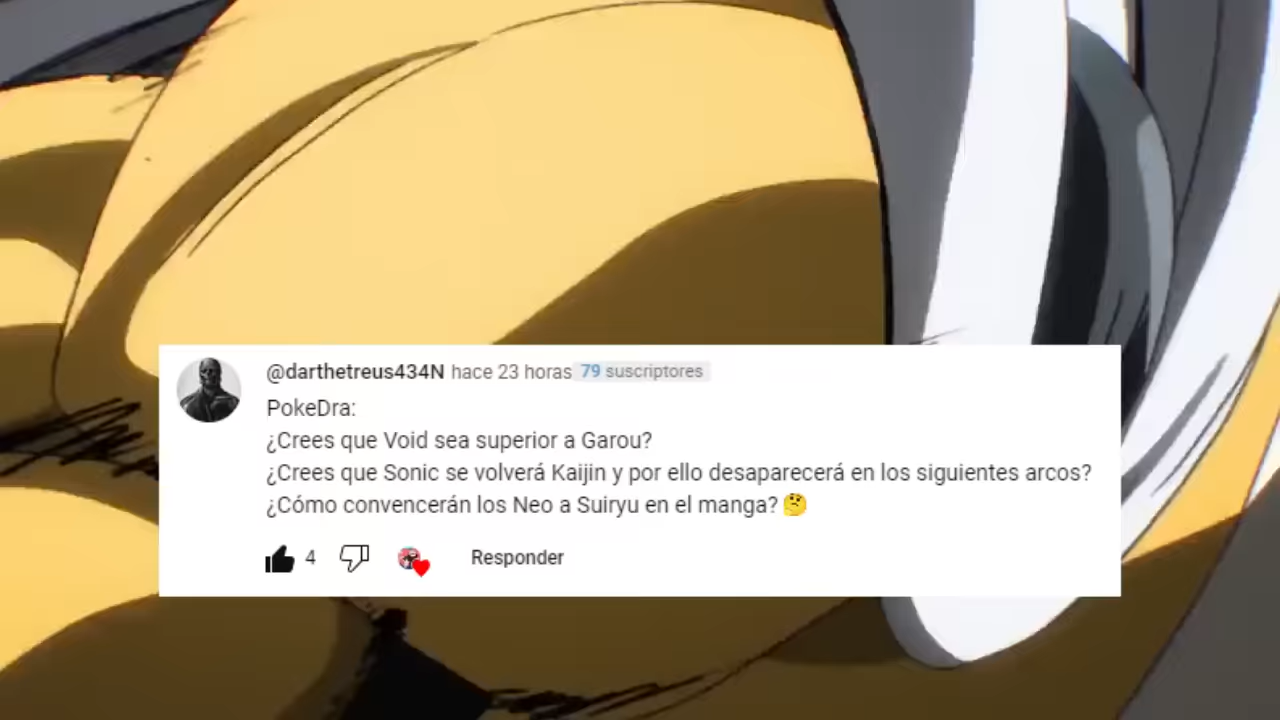 @darthetreus434N hace 23 horas 79 suscriptores
PokeDra:
¿Crees que Void sea superior a Garou?
¿Crees que Sonic se volverá Kaijin y por ello desaparecerá en los siguientes arcos?
¿Cómo convencerán los Neo a Suiryu en el manga? 🤔
4 Responder